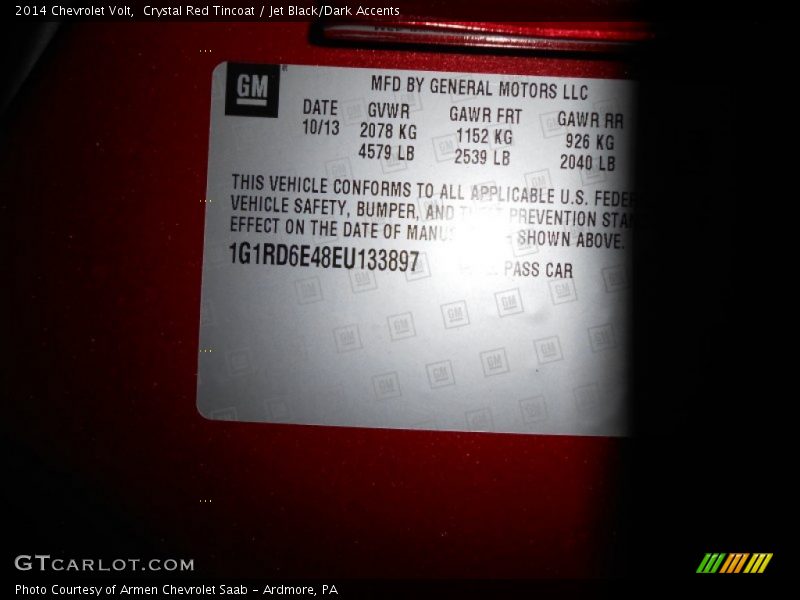 2014 Chevrolet Volt,  Crystal Red Tincoat / Jet Black/Dark Accents
GM
MFD BY GENERAL MOTORS LLC
DATE GVWR GAWR FRT GAWR RR
10/13 2078 KG 1152 KG 926 KG
4579 LB 2539 LB 2040 LB
THIS VEHICLE CONFORMS TO ALL APPLICABLE U.S. FEDER
VEHICLE SAFETY, BUMPER, AND THEFT PREVENTION STAN
EFFECT ON THE DATE OF MANU SHOWN ABOVE.
1G1RD6E48EU133897 PASS CAR
GTCARLOT.COM
Photo Courtesy of Armen Chevrolet Saab - Ardmore, PA